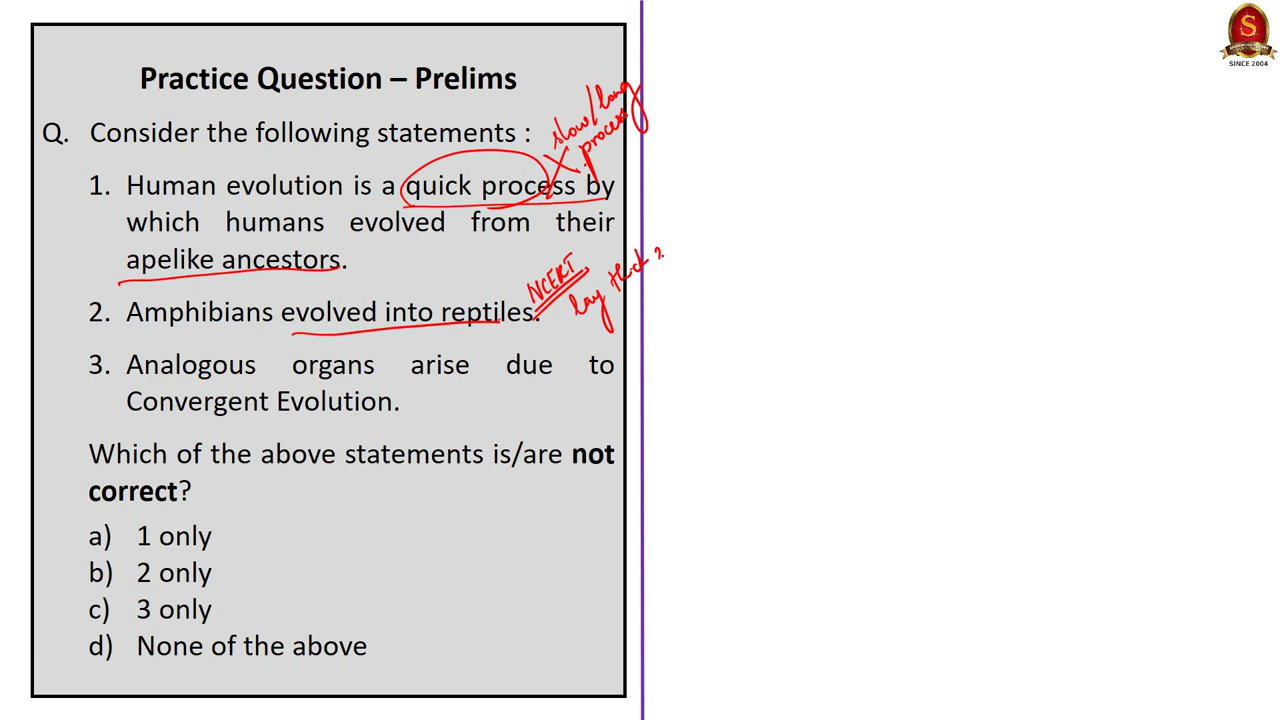 Practice Question – Prelims
Q. Consider the following statements :
1. Human evolution is a quick process by
which humans evolved from their
apelike ancestors.
2. Amphibians evolved into reptiles.
3. Analogous organs arise due to
Convergent Evolution.
Which of the above statements is/are not
correct?
a) 1 only
b) 2 only
c) 3 only
d) None of the above
slow/long
process
NCERT
lay thick
S
SINCE 2004